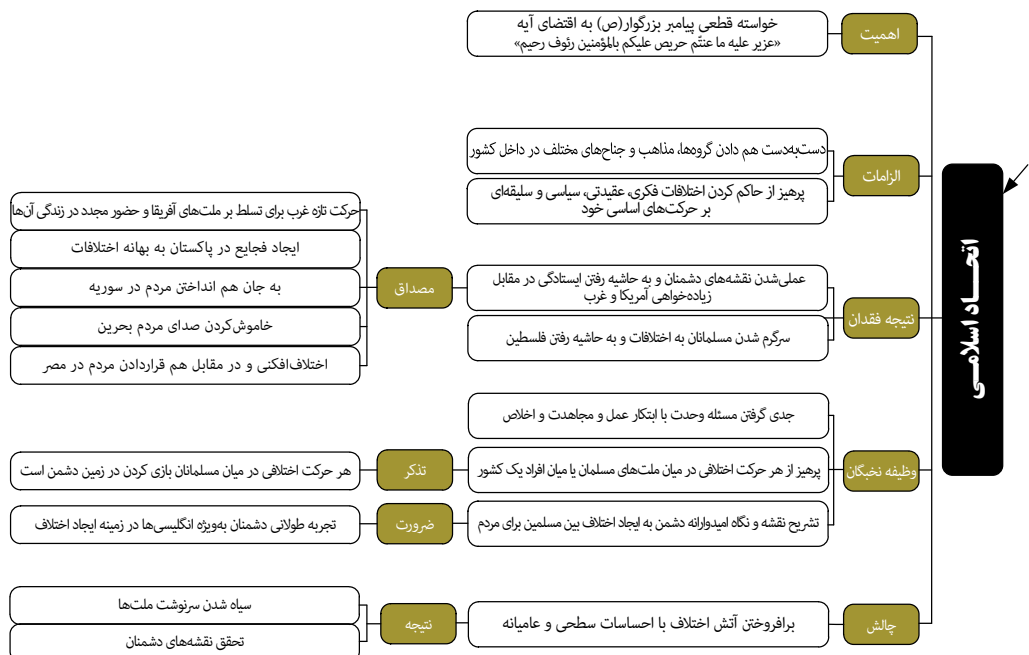 اتحـــاد اسلامـــی
اهمیت
خواسته قطعی پیامبر بزرگوار(ص) به اقتضای آیه
«عزیر علیه ما عنتّم حریص علیکم بالمؤمنین رئوف رحیم»
الزامات
دست‌به‌دست هم دادن گروه‌ها، مذاهب و جناح‌های مختلف در داخل کشور
پرهیز از حاکم کردن اختلافات فکری، عقیدتی، سیاسی و سلیقه‌ای
بر حرکت‌های اساسی خود
نتیجه فقدان
عملی‌شدن نقشه‌های دشمنان و به حاشیه رفتن ایستادگی در مقابل
زیاده‌خواهی آمریکا و غرب
سرگرم شدن مسلمانان به اختلافات و به حاشیه رفتن فلسطین
مصداق
حرکت تازه غرب برای تسلط بر ملت‌های آفریقا و حضور مجدد در زندگی آن‌ها
ایجاد فجایع در پاکستان به بهانه اختلافات
به جان هم انداختن مردم در سوریه
خاموش‌کردن صدای مردم بحرین
اختلاف‌افکنی و در مقابل هم قراردادن مردم در مصر
وظیفه نخبگان
جدی گرفتن مسئله وحدت با ابتکار عمل و مجاهدت و اخلاص
پرهیز از هر حرکت اختلافی در میان ملت‌های مسلمان یا میان افراد یک کشور
تذکر
هر حرکت اختلافی در میان مسلمانان بازی کردن در زمین دشمن است
تشریح نقشه و نگاه امیدوارانه دشمن به ایجاد اختلاف بین مسلمین برای مردم
ضرورت
تجربه طولانی دشمنان به‌ویژه انگلیسی‌ها در زمینه ایجاد اختلاف
چالش
برافروختن آتش اختلاف با احساسات سطحی و عامیانه
نتیجه
سیاه شدن سرنوشت ملت‌ها
تحقق نقشه‌های دشمنان